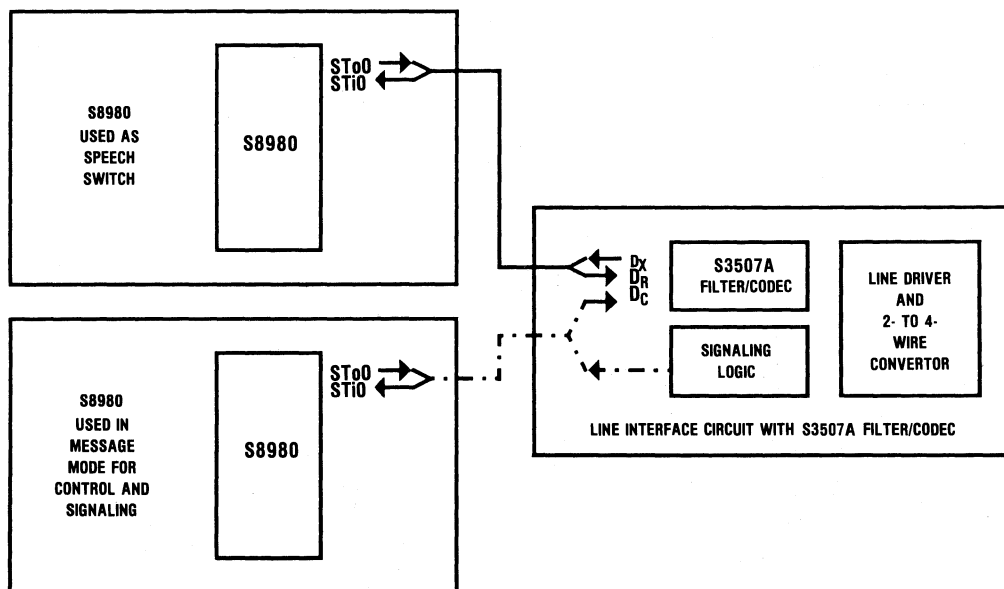 STo0
STi0
S8980
USED AS
SPEECH
SWITCH
S8980
DX
DR
DC
S3507A
FILTER/CODEC
SIGNALING
LOGIC
LINE DRIVER
AND
2- TO 4-
WIRE
CONVERTOR
LINE INTERFACE CIRCUIT WITH S3507A FILTER/CODEC
STo0
STi0
S8980
USED IN
MESSAGE
MODE FOR
CONTROL AND
SIGNALING
S8980